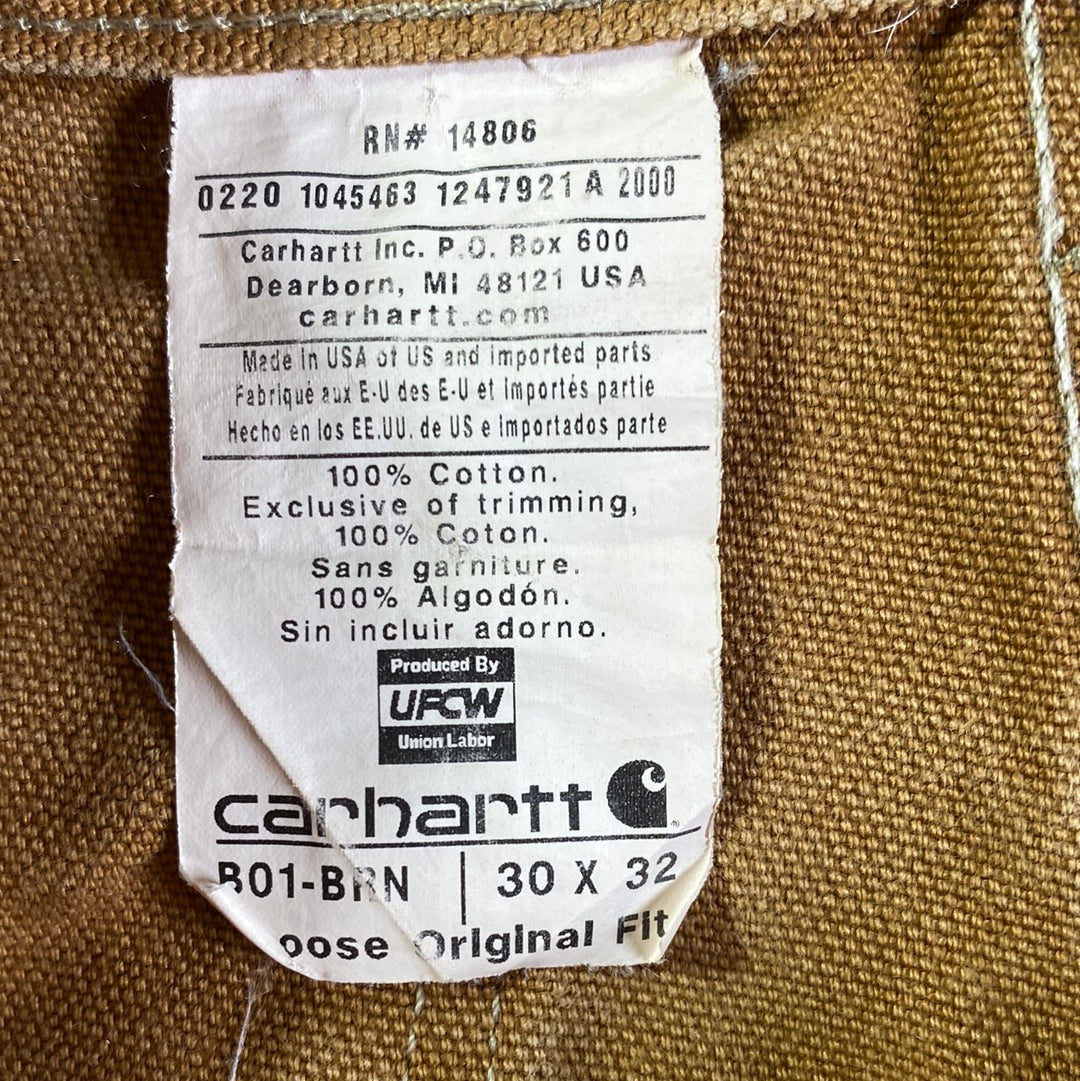 RN# 14806
0220 1045463 1247921 A 2000
Carhartt Inc. P.O. Box 600
Dearborn, MI 48121 USA
carhartt.com
Made in USA of US and imported parts
Fabriqué aux E-U des E-U et importés partie
Hecho en los EE.UU. de US e importados parte
100% Cotton.
Exclusive of trimming,
100% Coton.
Sans garniture.
100% Algodón.
Sin incluir adorno.
Produced By
UFCW
Union Labor
carhartt
B01-BRN | 30 X 32
oose Original Fit